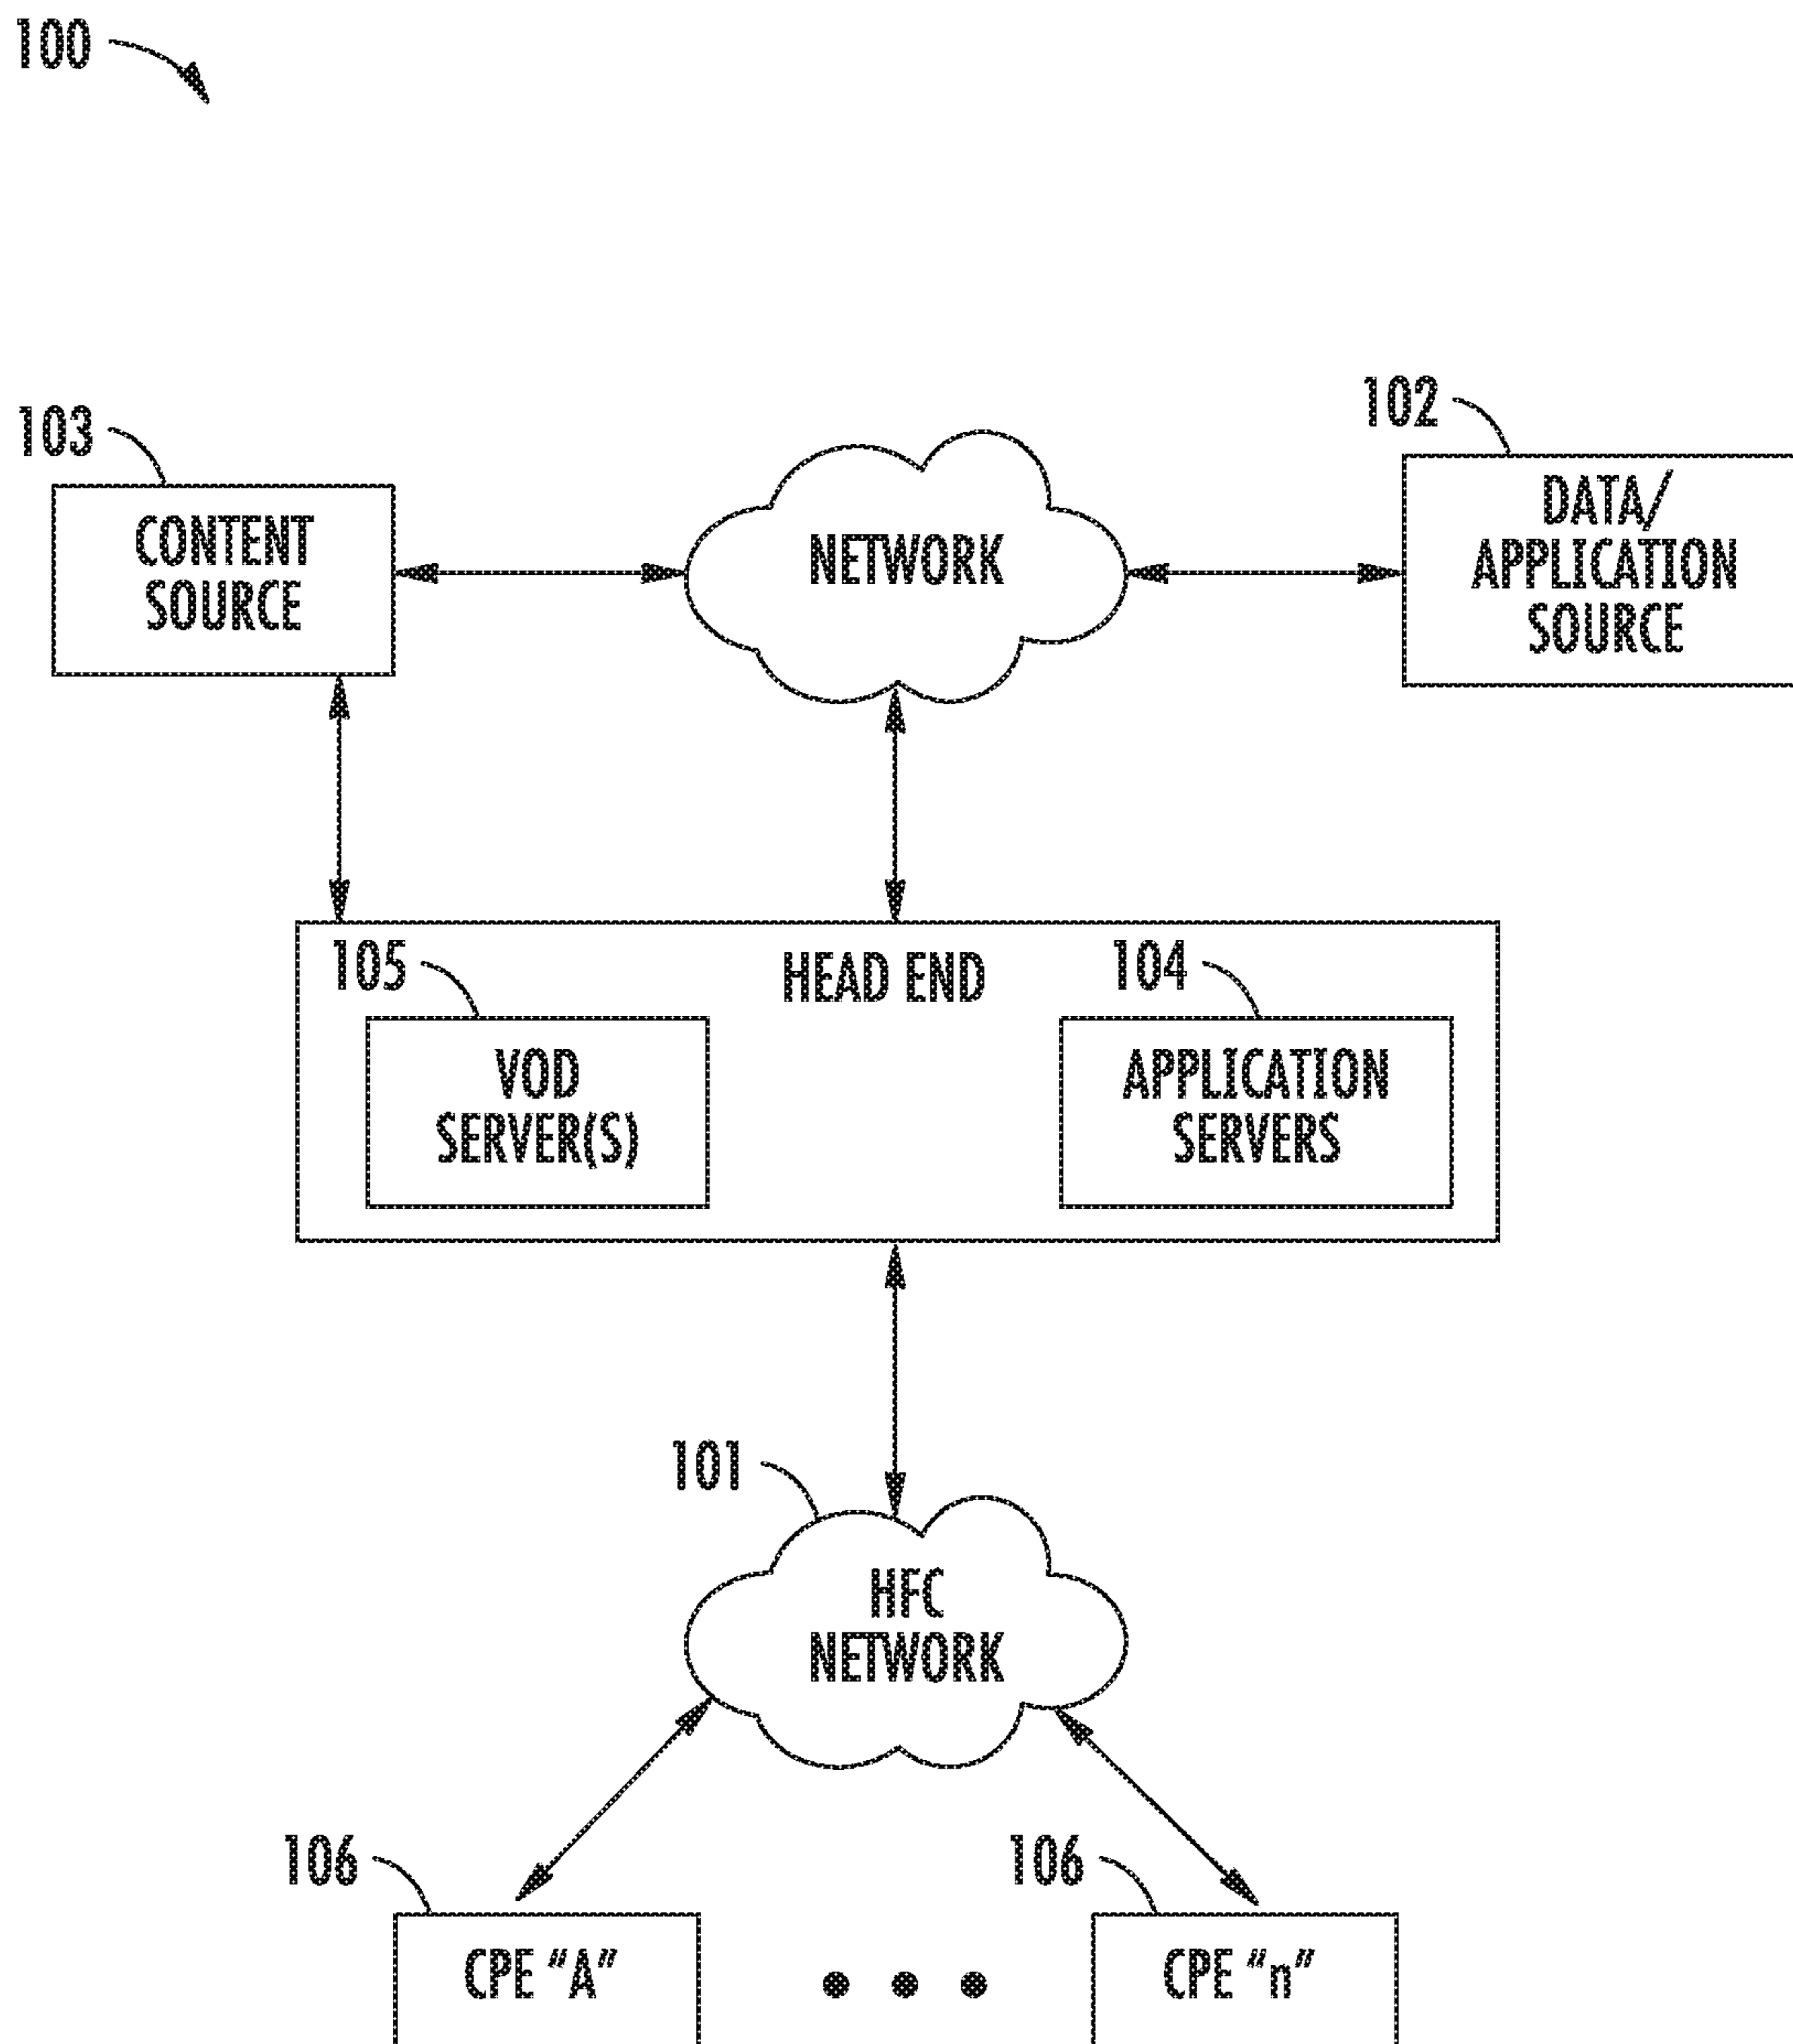 100
103
102
CONTENT
SOURCE
NETWORK
DATA/
APPLICATION
SOURCE
105
HEAD END
104
VOD
SERVER(S)
APPLICATION
SERVERS
101
HFC
NETWORK
106
106
CPE “A”
CPE “n”